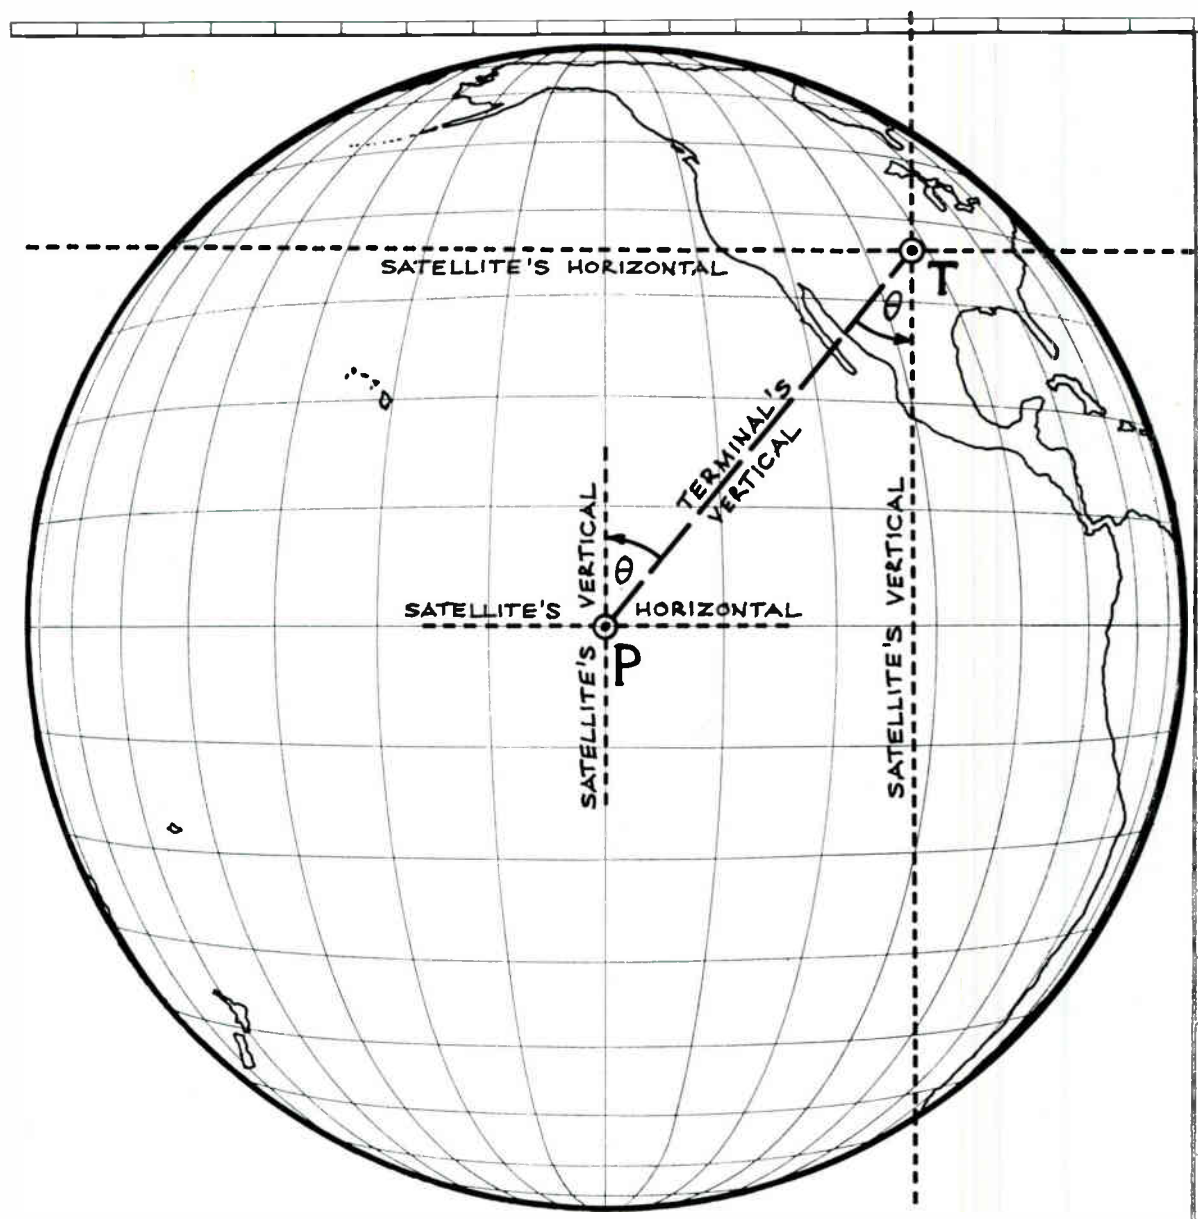 SATELLITE'S HORIZONTAL
T
θ
TERMINAL'S
VERTICAL
SATELLITE'S VERTICAL
θ
SATELLITE'S HORIZONTAL
P
SATELLITE'S VERTICAL
SATELLITE'S VERTICAL